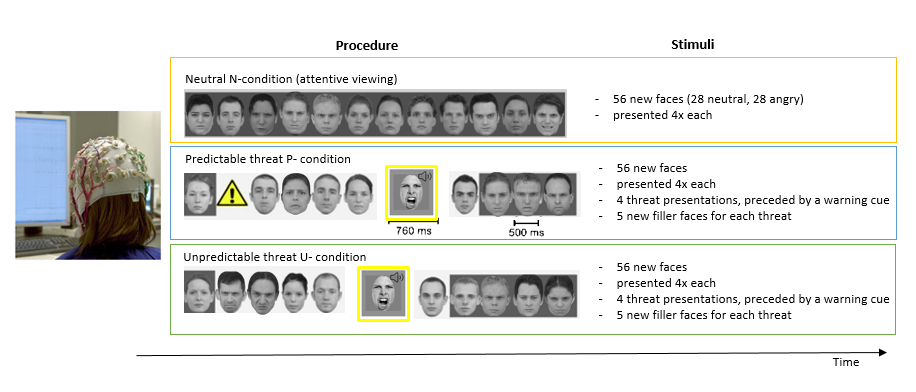 Procedure
Stimuli
Neutral N-condition (attentive viewing)
- 56 new faces (28 neutral, 28 angry)
- presented 4x each
Predictable threat P- condition
760 ms
500 ms
- 56 new faces
- presented 4x each
- 4 threat presentations, preceded by a warning cue
- 5 new filler faces for each threat
Unpredictable threat U- condition
- 56 new faces
- presented 4x each
- 4 threat presentations, preceded by a warning cue
- 5 new filler faces for each threat
Time